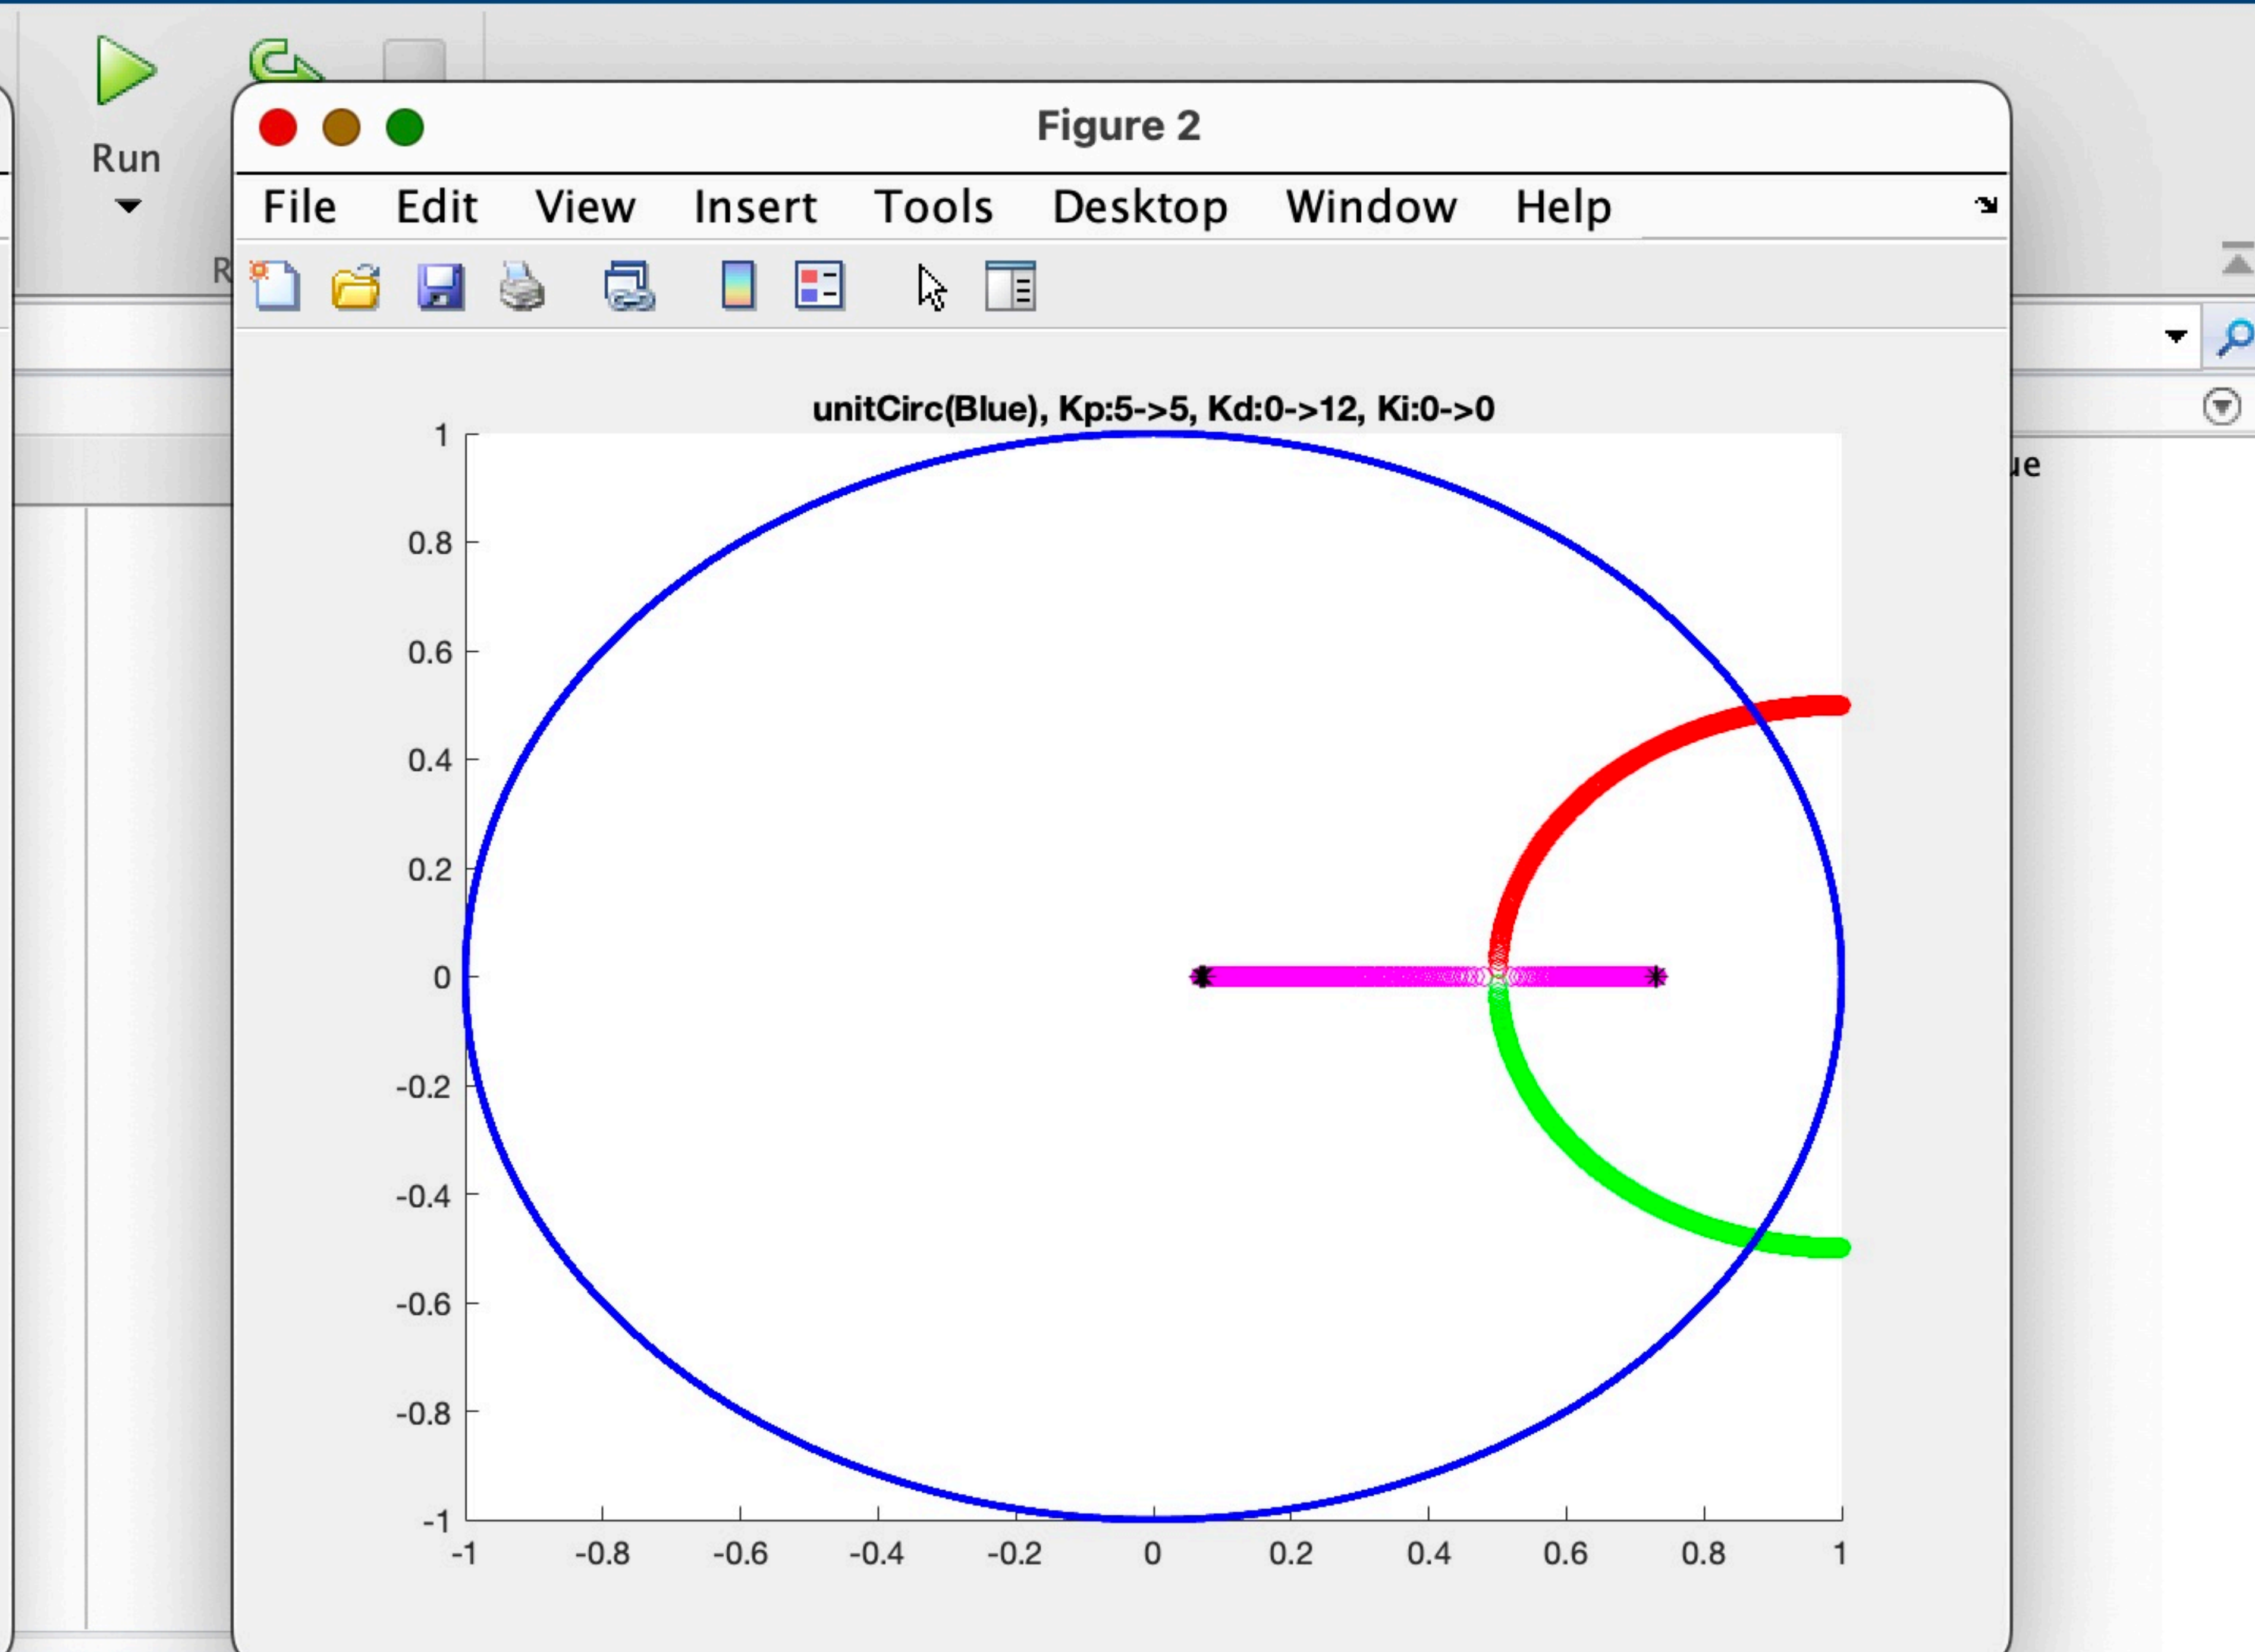 Run
R
Figure 2
File Edit View Insert Tools Desktop Window Help
ue
unitCirc(Blue), Kp:5->5, Kd:0->12, Ki:0->0
1
0.8
0.6
0.4
0.2
0
-0.2
-0.4
-0.6
-0.8
-1
-1 -0.8 -0.6 -0.4 -0.2 0 0.2 0.4 0.6 0.8 1